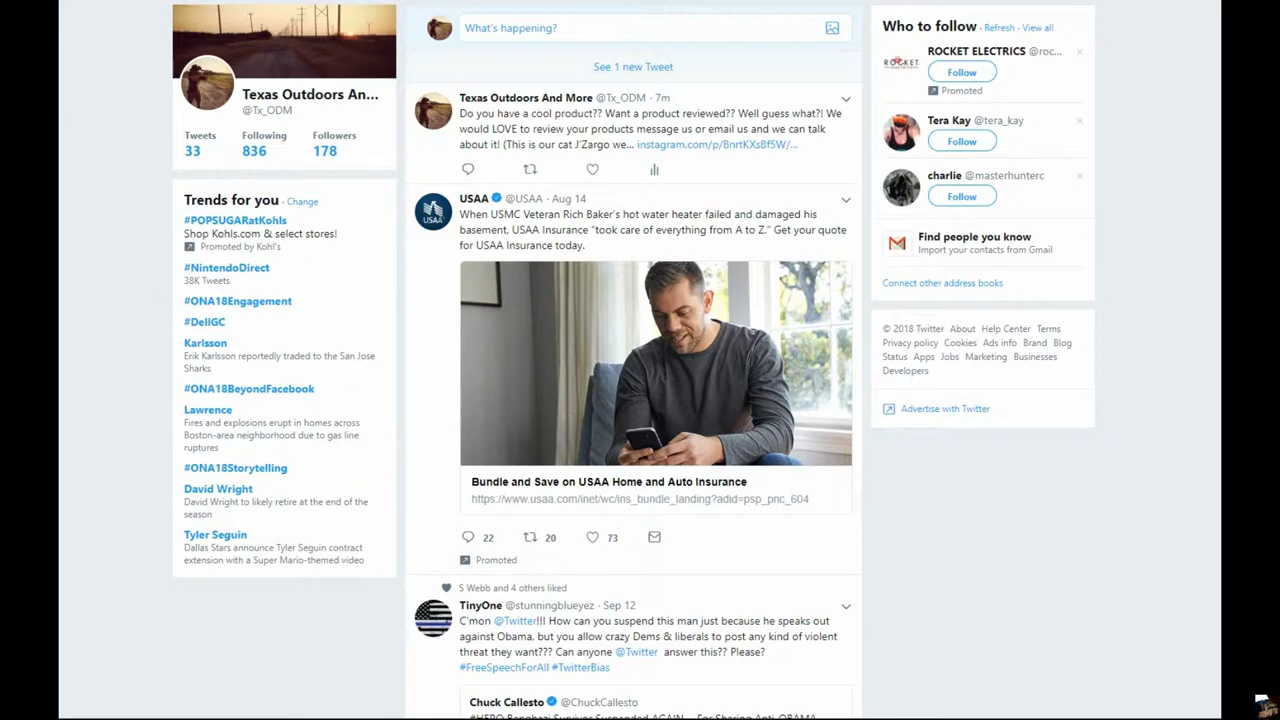 Texas Outdoors An...
@Tx_ODM
Tweets Following Followers
33 836 178
Trends for you · Change
#POPSUGARatKohls
Shop Kohls.com & select stores!
Promoted by Kohl's
#NintendoDirect
38K Tweets
#ONA18Engagement
#DellGC
Karlsson
Erik Karlsson reportedly traded to the San Jose
Sharks
#ONA18BeyondFacebook
Lawrence
Fires and explosions erupt in homes across
Boston-area neighborhood due to gas line
ruptures
#ONA18Storytelling
David Wright
David Wright to likely retire at the end of the
season
Tyler Seguin
Dallas Stars announce Tyler Seguin contract
extension with a Super Mario-themed video
What's happening?
See 1 new Tweet
Texas Outdoors And More @Tx_ODM · 7m
Do you have a cool product?? Want a product reviewed?? Well guess what?! We
would LOVE to review your products message us or email us and we can talk
about it! (This is our cat J'Zargo we... instagram.com/p/BnrtKXsBf5W/...
USAA
USAA @USAA · Aug 14
When USMC Veteran Rich Baker's hot water heater failed and damaged his
basement, USAA Insurance "took care of everything from A to Z." Get your quote
for USAA Insurance today.
Bundle and Save on USAA Home and Auto Insurance
https://www.usaa.com/inet/wc/ins_bundle_landing?adid=psp_pnc_604
22 20 73
Promoted
S Webb and 4 others liked
TinyOne @stunningblueyez · Sep 12
C'mon @Twitter!!! How can you suspend this man just because he speaks out
against Obama, but you allow crazy Dems & liberals to post any kind of violent
threat they want??? Can anyone @Twitter answer this?? Please?
#FreeSpeechForAll #TwitterBias
Chuck Callesto @ChuckCallesto
#HERO Benghazi Survivor Suspended AGAIN... For Sharing Anti-OBAMA
Who to follow · Refresh · View all
ROCKET
ROCKET ELECTRICS @roc...
Follow
Promoted
Tera Kay @tera_kay
Follow
charlie @masterhunterc
Follow
Find people you know
Import your contacts from Gmail
Connect other address books
© 2018 Twitter About Help Center Terms
Privacy policy Cookies Ads info Brand Blog
Status Apps Jobs Marketing Businesses
Developers
Advertise with Twitter